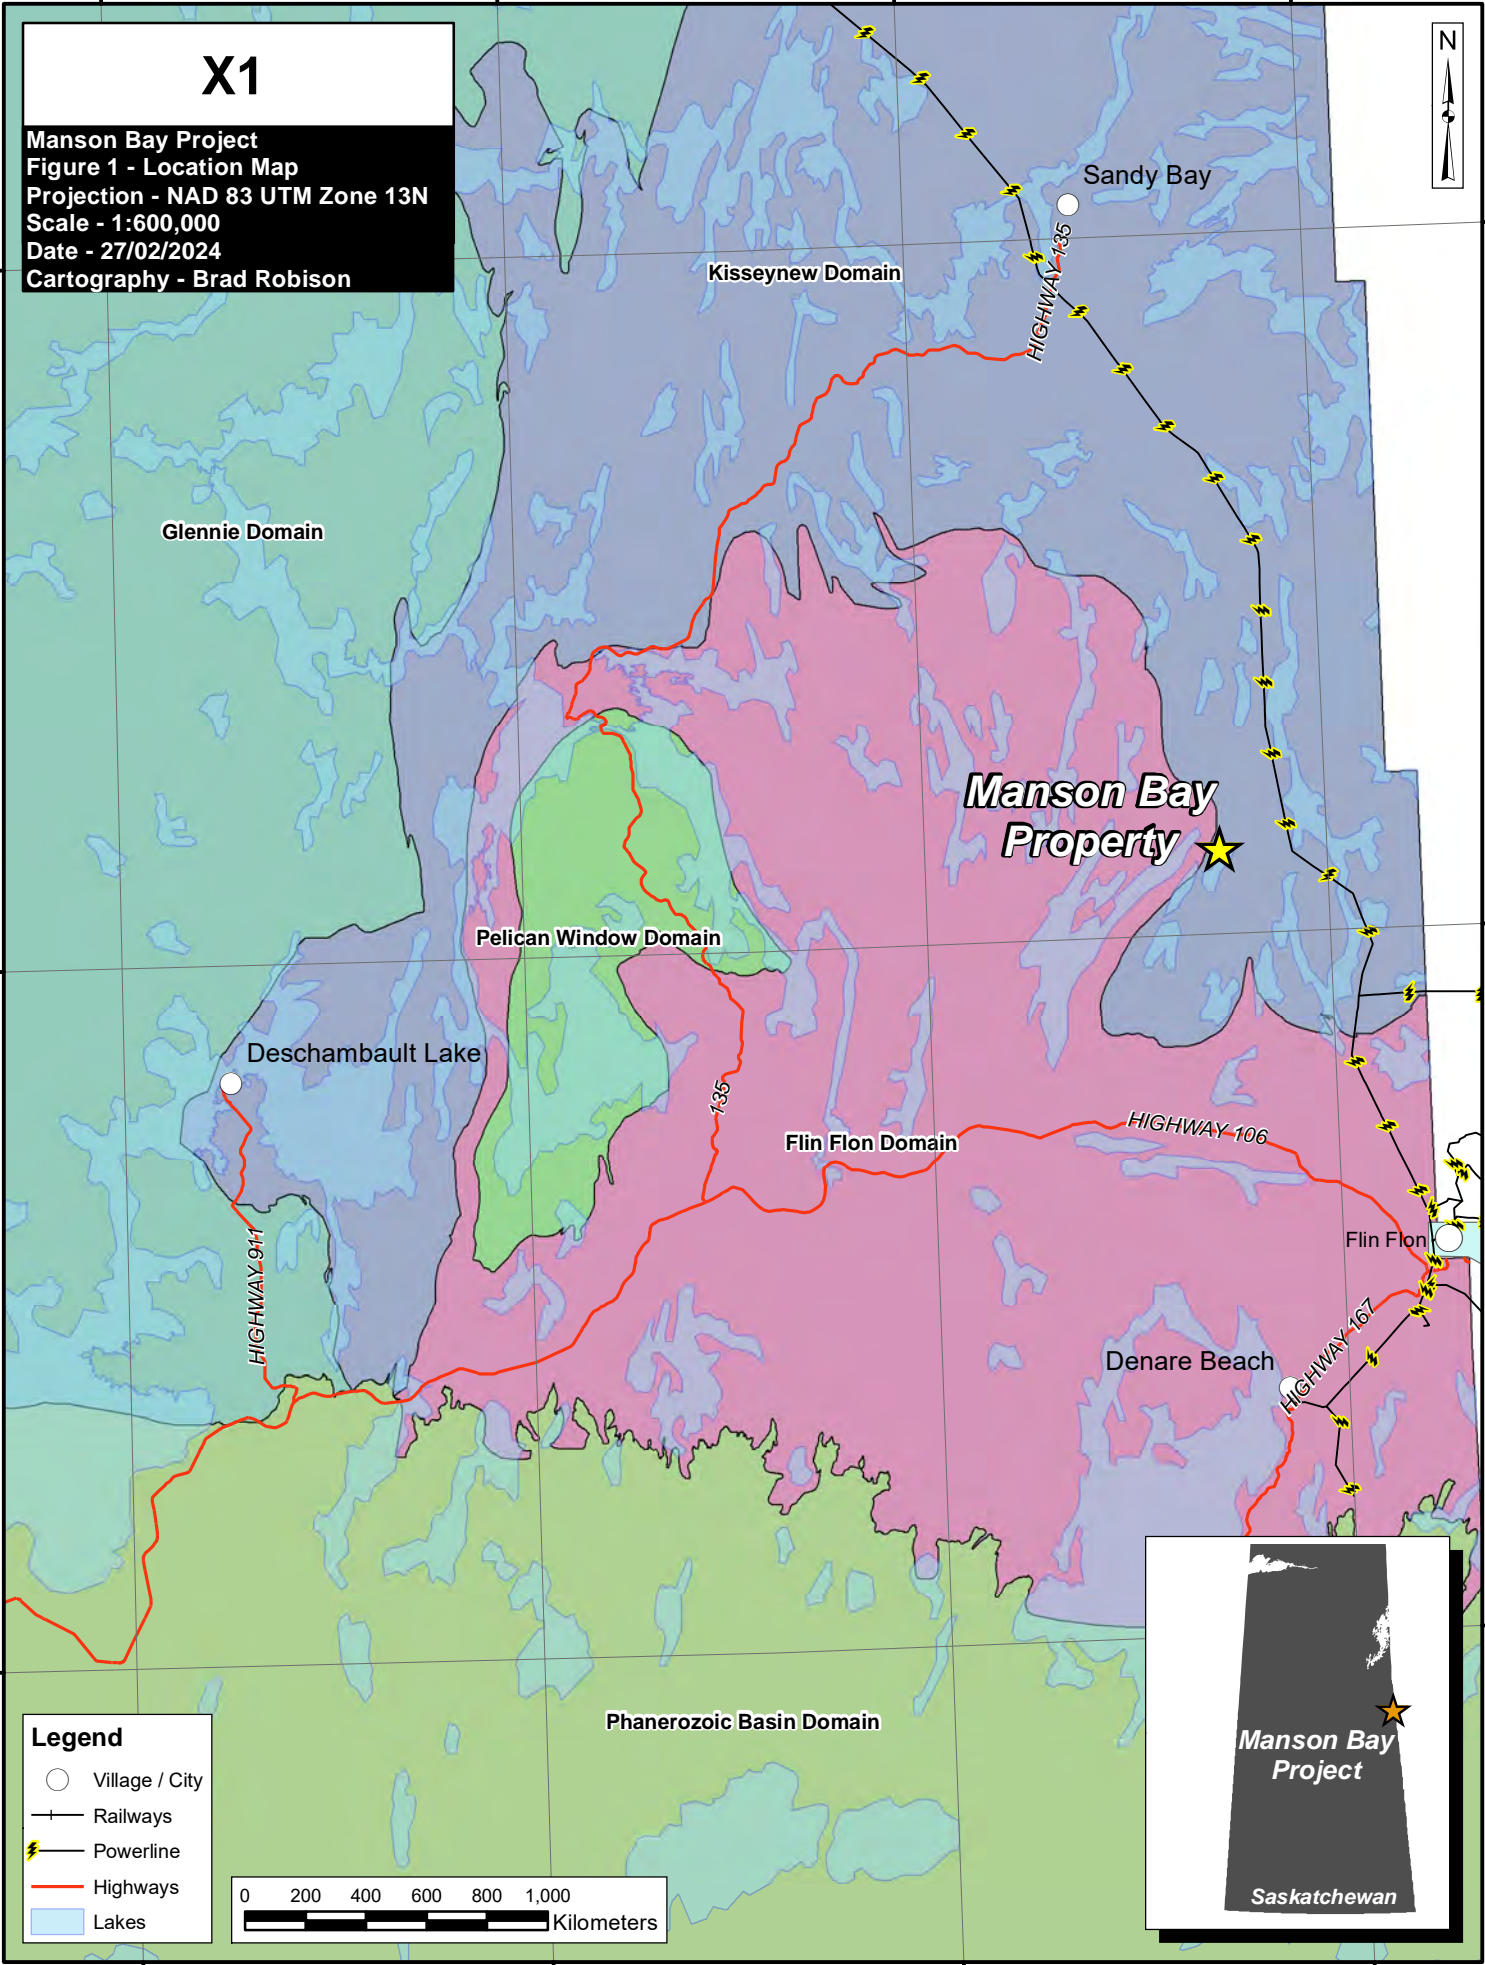 X1
Manson Bay Project
Figure 1 - Location Map
Projection - NAD 83 UTM Zone 13N
Scale - 1:600,000
Date - 27/02/2024
Cartography - Brad Robison
N
Sandy Bay
HIGHWAY 135
Kisseynew Domain
Glennie Domain
Manson Bay
Property
Pelican Window Domain
Deschambault Lake
135
Flin Flon Domain
HIGHWAY 106
HIGHWAY 911
Flin Flon
HIGHWAY 167
Denare Beach
Phanerozoic Basin Domain
Legend
Village / City
Railways
Powerline
Highways
Lakes
0 200 400 600 800 1,000
Kilometers
Manson Bay
Project
Saskatchewan